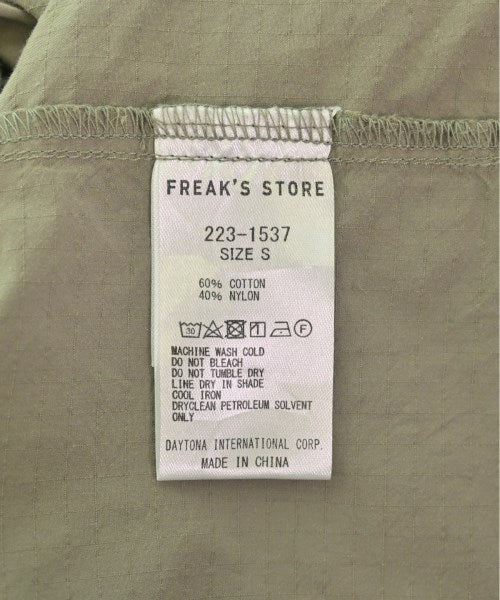 FREAK'S STORE
223-1537
SIZE S
60% COTTON
40% NYLON
30 F
MACHINE WASH COLD
DO NOT BLEACH
DO NOT TUMBLE DRY
LINE DRY IN SHADE
COOL IRON
DRYCLEAN PETROLEUM SOLVENT
ONLY
DAYTONA INTERNATIONAL CORP.
MADE IN CHINA